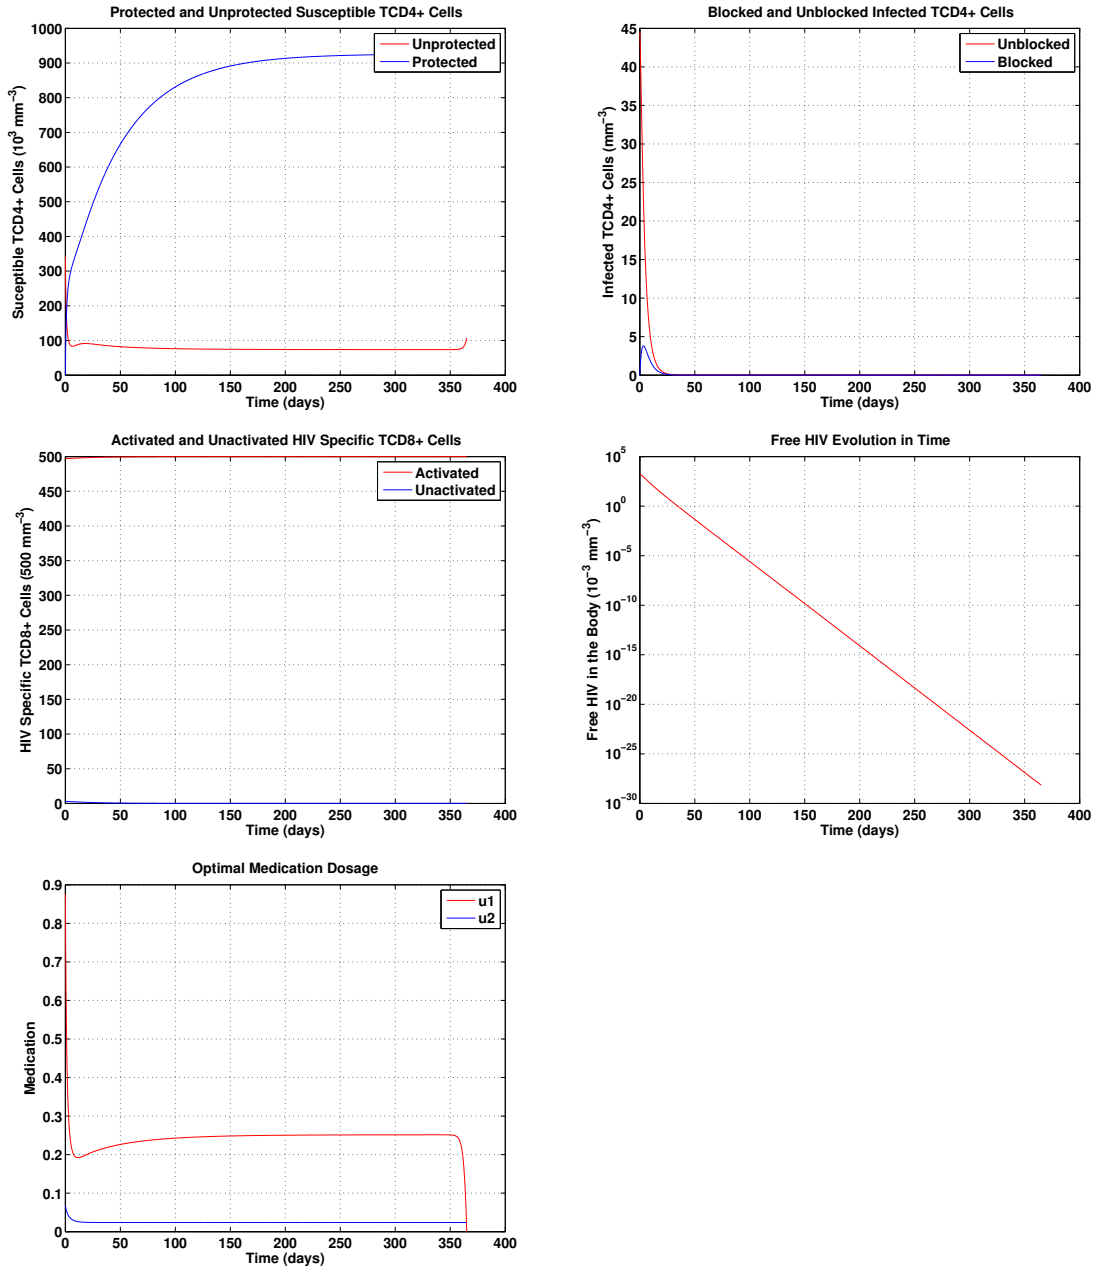 Protected and Unprotected Susceptible TCD4+ Cells
Suceptible TCD4+ Cells (10³ mm⁻³)
1000
900
800
700
600
500
400
300
200
100
0
Unprotected
Protected
0 50 100 150 200 250 300 350 400
Time (days)
Blocked and Unblocked Infected TCD4+ Cells
Infected TCD4+ Cells (mm⁻³)
45
40
35
30
25
20
15
10
5
0
Unblocked
Blocked
0 50 100 150 200 250 300 350 400
Time (days)
Activated and Unactivated HIV Specific TCD8+ Cells
HIV Specific TCD8+ Cells (500 mm⁻³)
500
450
400
350
300
250
200
150
100
50
0
Activated
Unactivated
0 50 100 150 200 250 300 350 400
Time (days)
Free HIV Evolution in Time
Free HIV in the Body (10⁻³ mm⁻³)
10⁵
10⁰
10⁻⁵
10⁻¹⁰
10⁻¹⁵
10⁻²⁰
10⁻²⁵
10⁻³⁰
0 50 100 150 200 250 300 350 400
Time (days)
Optimal Medication Dosage
Medication
0.9
0.8
0.7
0.6
0.5
0.4
0.3
0.2
0.1
0
u1
u2
0 50 100 150 200 250 300 350 400
Time (days)